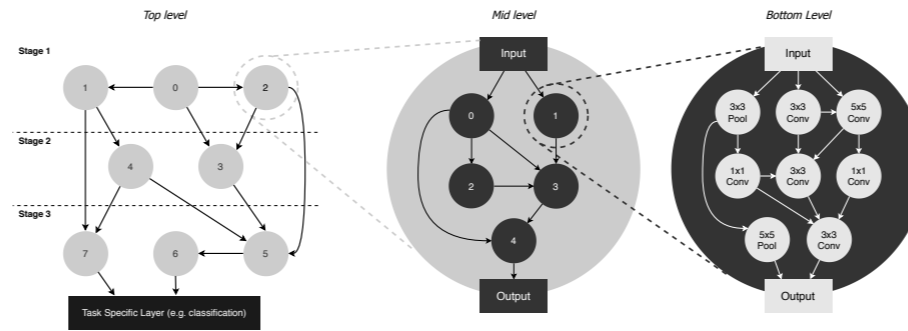 Top level
Stage 1
1
0
2
Stage 2
4
3
Stage 3
7
6
5
Task Specific Layer (e.g. classification)
Mid level
Input
0
1
2
3
4
Output
Bottom Level
Input
3x3
Pool
3x3
Conv
5x5
Conv
1x1
Conv
3x3
Conv
1x1
Conv
5x5
Pool
3x3
Conv
Output